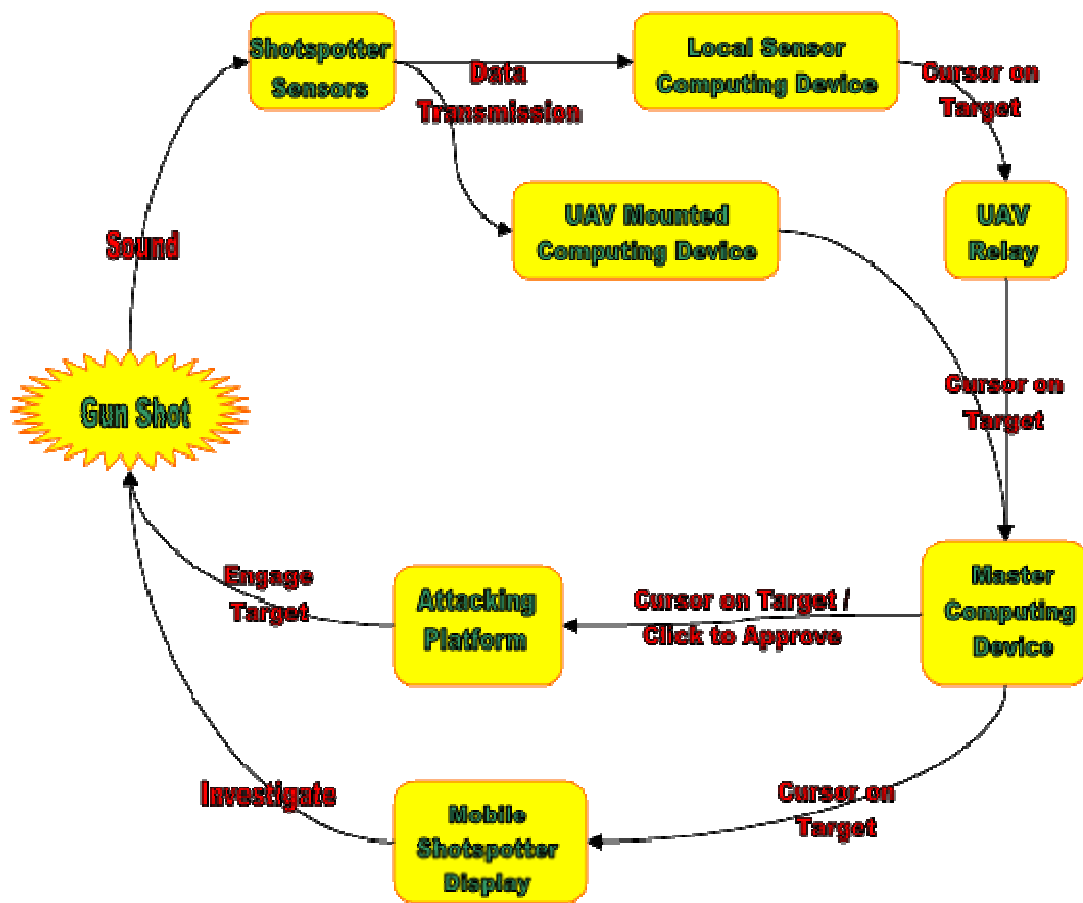 Shotspotter
Sensors
Data
Transmission
Local Sensor
Computing Device
Cursor on
Target
UAV Mounted
Computing Device
UAV
Relay
Sound
Gun Shot
Cursor on
Target
Engage
Target
Attacking
Platform
Cursor on Target /
Click to Approve
Master
Computing
Device
Investigate
Mobile
Shotspotter
Display
Cursor on
Target